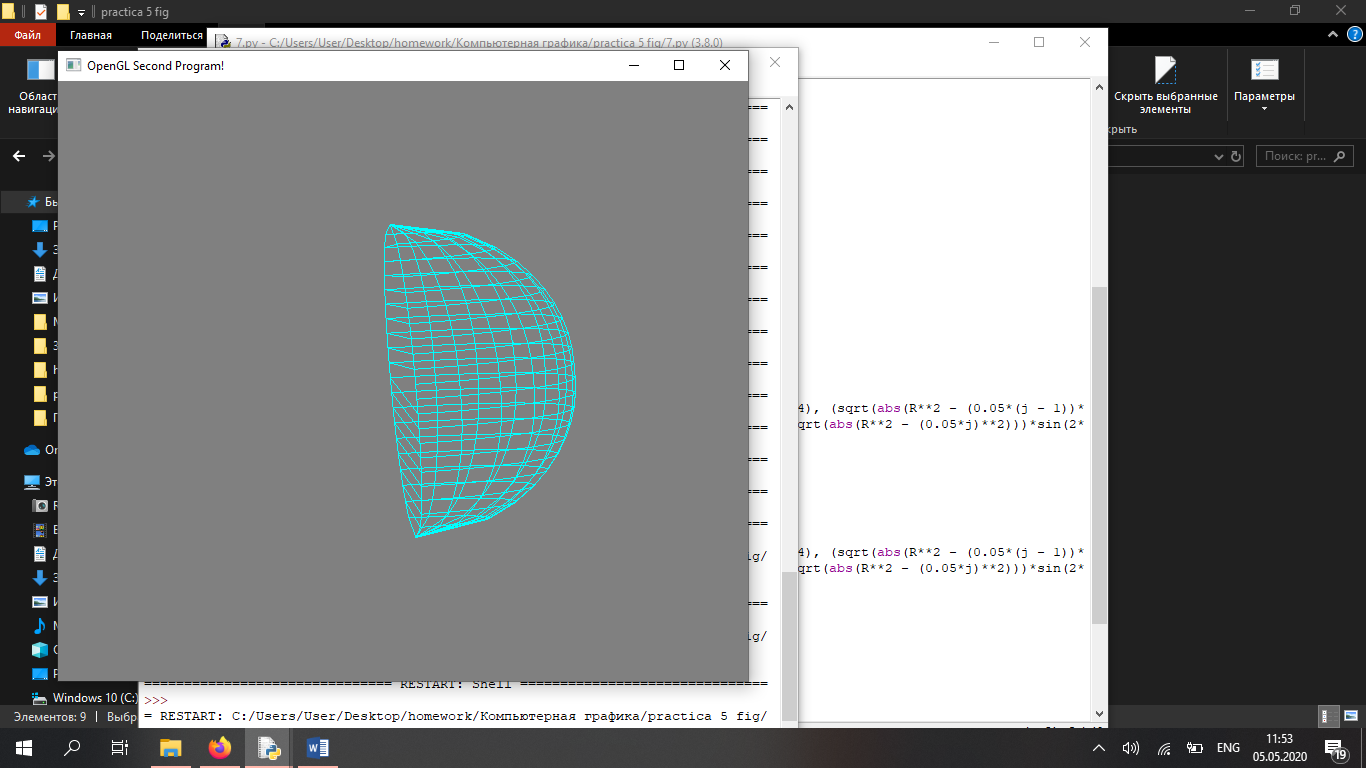 practica 5 fig
Файл
Главная
Поделиться
7.py - C:/Users/User/Desktop/homework/Компьютерная графика/practica 5 fig/7.py (3.8.0)
OpenGL Second Program!
Област
навигаци
Скрыть выбранные
элементы
Параметры
крыть
Поиск: pr...
4), (sqrt(abs(R**2 - (0.05*(j - 1))*
qrt(abs(R**2 - (0.05*j)**2)))*sin(2*
4), (sqrt(abs(R**2 - (0.05*(j - 1))*
qrt(abs(R**2 - (0.05*j)**2)))*sin(2*
ig/
ig/
=============================== RESTART: Shell ===============================
>>>
= RESTART: C:/Users/User/Desktop/homework/Компьютерная графика/practica 5 fig/
Windows 10 (C:)
Элементов: 9
Выбр
ENG
11:53
05.05.2020
19